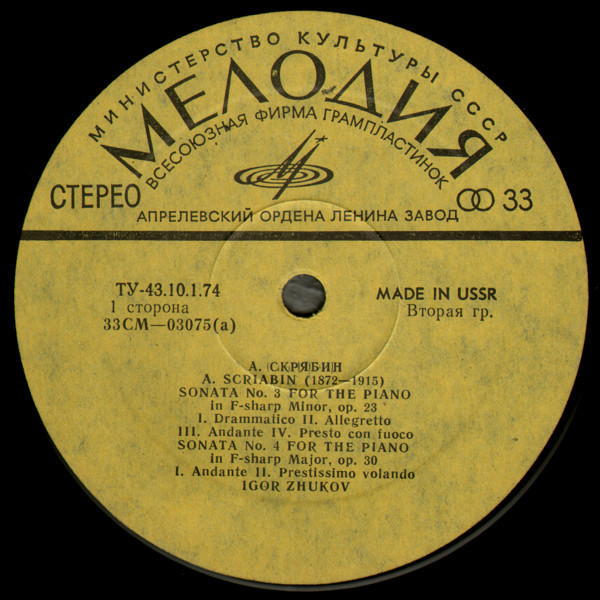 МИНИСТЕРСТВО КУЛЬТУРЫ СССР
МЕЛОДИЯ
ВСЕСОЮЗНАЯ ФИРМА ГРАМПЛАСТИНОК
СТЕРЕО
33
АПРЕЛЕВСКИЙ ОРДЕНА ЛЕНИНА ЗАВОД
ТУ-43.10.1.74
1 сторона
33СМ—03075(а)
MADE IN USSR
Вторая гр.
А. СКРЯБИН
A. SCRIABIN (1872—1915)
SONATA No. 3 FOR THE PIANO
in F-sharp Minor, op. 23
I. Drammatico II. Allegretto
III. Andante IV. Presto con fuoco
SONATA No. 4 FOR THE PIANO
in F-sharp Major, op. 30
I. Andante II. Prestissimo volando
IGOR ZHUKOV